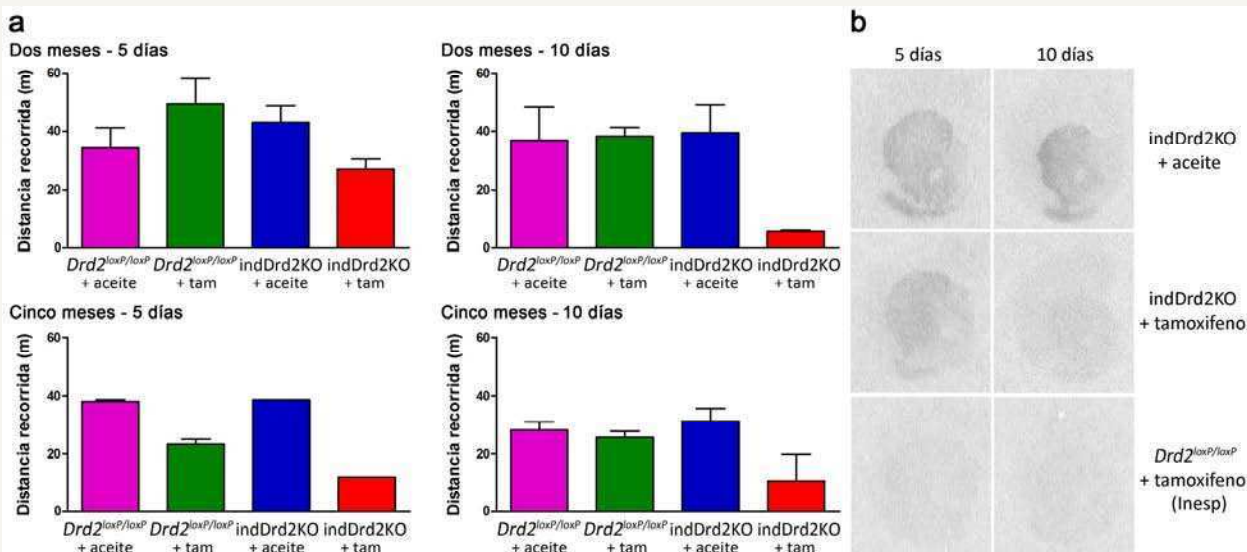 a
Dos meses - 5 días
Distancia recorrida (m)
60
40
20
0
Drd2loxP/loxP
+ aceite
Drd2loxP/loxP
+ tam
indDrd2KO
+ aceite
indDrd2KO
+ tam
Dos meses - 10 días
Distancia recorrida (m)
60
40
20
0
Drd2loxP/loxP
+ aceite
Drd2loxP/loxP
+ tam
indDrd2KO
+ aceite
indDrd2KO
+ tam
Cinco meses - 5 días
Distancia recorrida (m)
60
40
20
0
Drd2loxP/loxP
+ aceite
Drd2loxP/loxP
+ tam
indDrd2KO
+ aceite
indDrd2KO
+ tam
Cinco meses - 10 días
Distancia recorrida (m)
60
40
20
0
Drd2loxP/loxP
+ aceite
Drd2loxP/loxP
+ tam
indDrd2KO
+ aceite
indDrd2KO
+ tam
b
5 días
10 días
indDrd2KO
+ aceite
indDrd2KO
+ tamoxifeno
Drd2loxP/loxP
+ tamoxifeno
(Inesp)